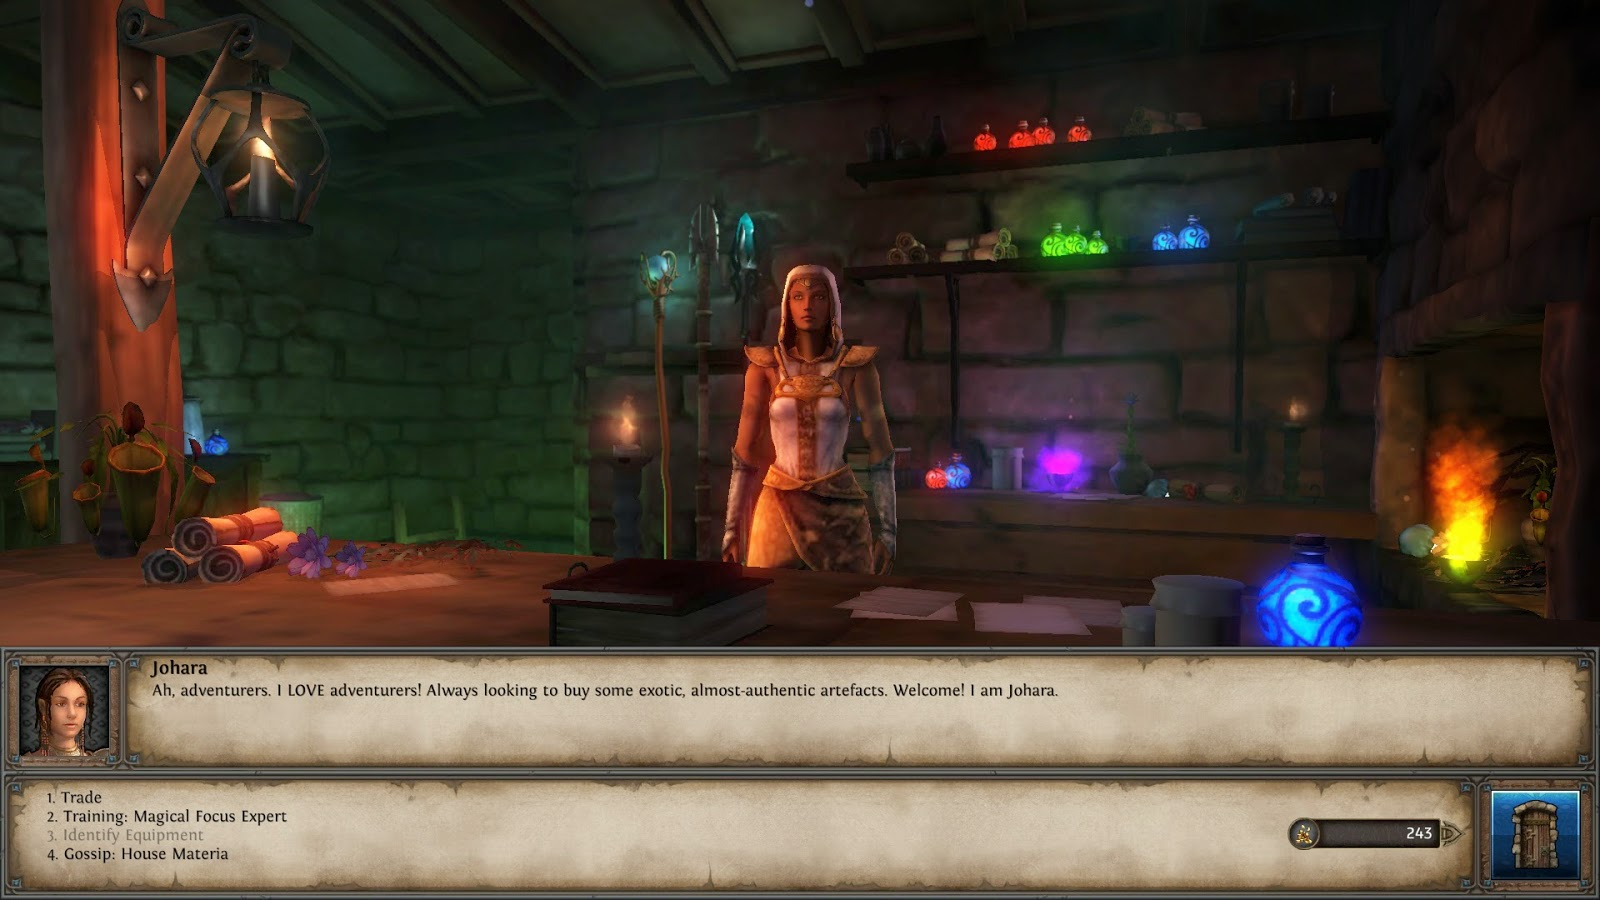 Johara
Ah, adventurers. I LOVE adventurers! Always looking to buy some exotic, almost-authentic artefacts. Welcome! I am Johara.
1. Trade
2. Training: Magical Focus Expert
3. Identify Equipment
4. Gossip: House Materia
243